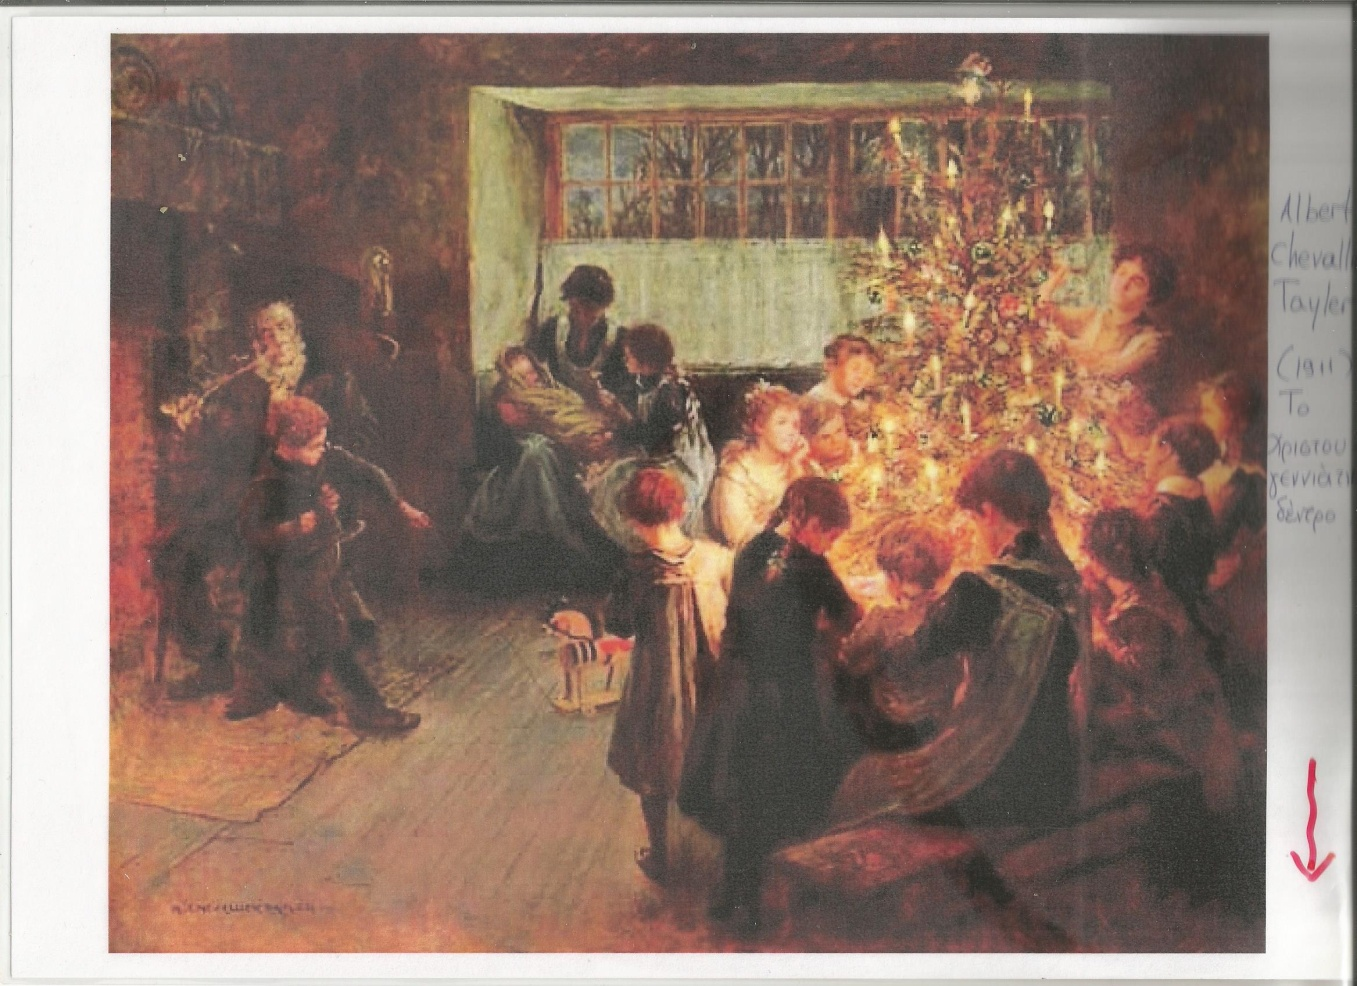 Albert
Chevall
Tayler
(1911)
Το
Χριστου
γεννιάτι
δέντρο